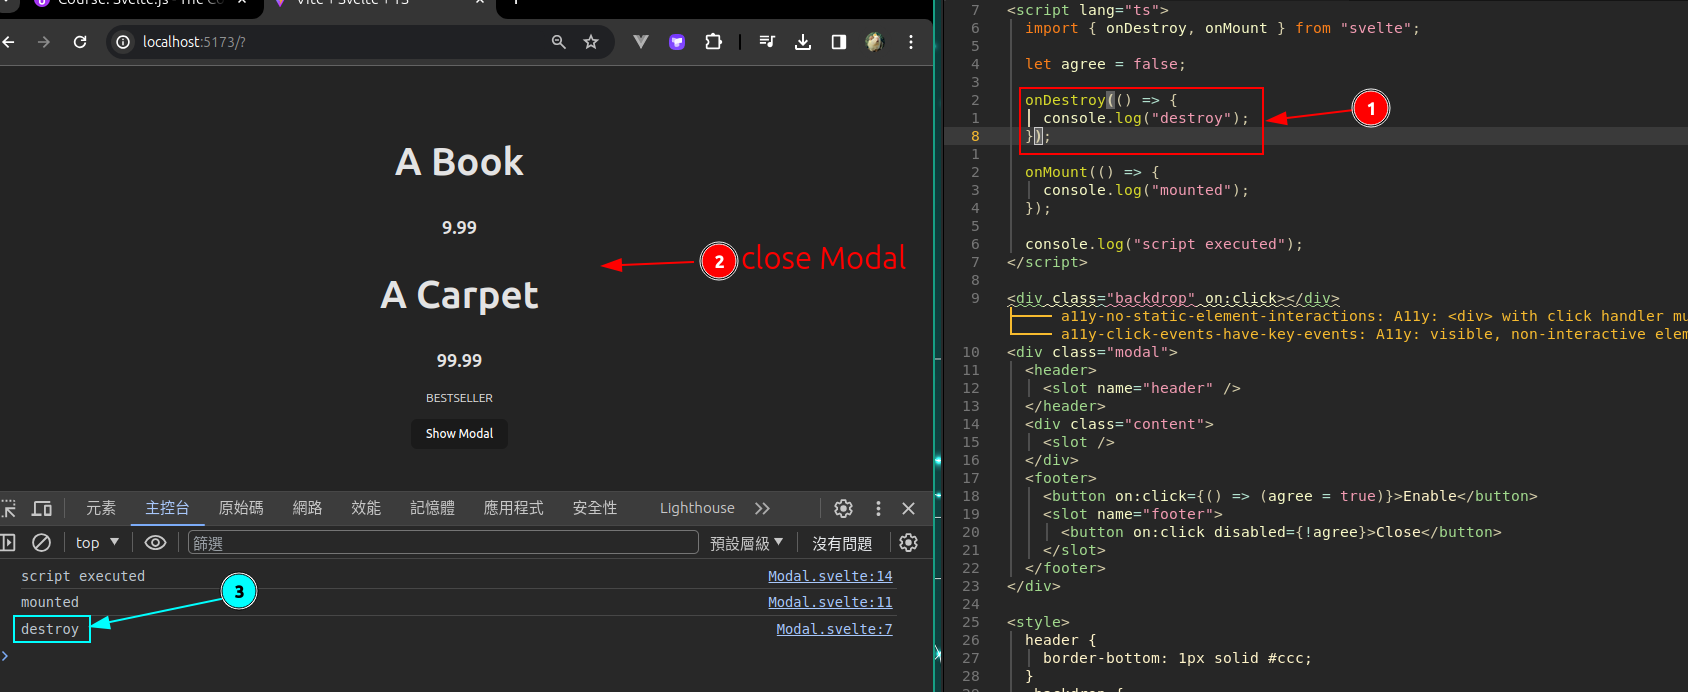 Course: Svelte.js - The Co
Vite + Svelte + TS
localhost:5173/?
A Book
9.99
2
close Modal
A Carpet
99.99
BESTSELLER
Show Modal
元素
主控台
原始碼
網路
效能
記憶體
應用程式
安全性
Lighthouse
top
篩選
預設層級
沒有問題
script executed
Modal.svelte:14
mounted
Modal.svelte:11
destroy
Modal.svelte:7
3
7 <script lang="ts">
6 import { onDestroy, onMount } from "svelte";
5
4 let agree = false;
3
2 onDestroy(() => {
1 console.log("destroy");
8 });
1
2 onMount(() => {
3 console.log("mounted");
4 });
5
6 console.log("script executed");
7 </script>
8
9 <div class="backdrop" on:click></div>
a11y-no-static-element-interactions: A11y: <div> with click handler mu
a11y-click-events-have-key-events: A11y: visible, non-interactive elem
10 <div class="modal">
11 <header>
12 <slot name="header" />
13 </header>
14 <div class="content">
15 <slot />
16 </div>
17 <footer>
18 <button on:click={() => (agree = true)}>Enable</button>
19 <slot name="footer">
20 <button on:click disabled={!agree}>Close</button>
21 </slot>
22 </footer>
23 </div>
24
25 <style>
26 header {
27 border-bottom: 1px solid #ccc;
28 }
1